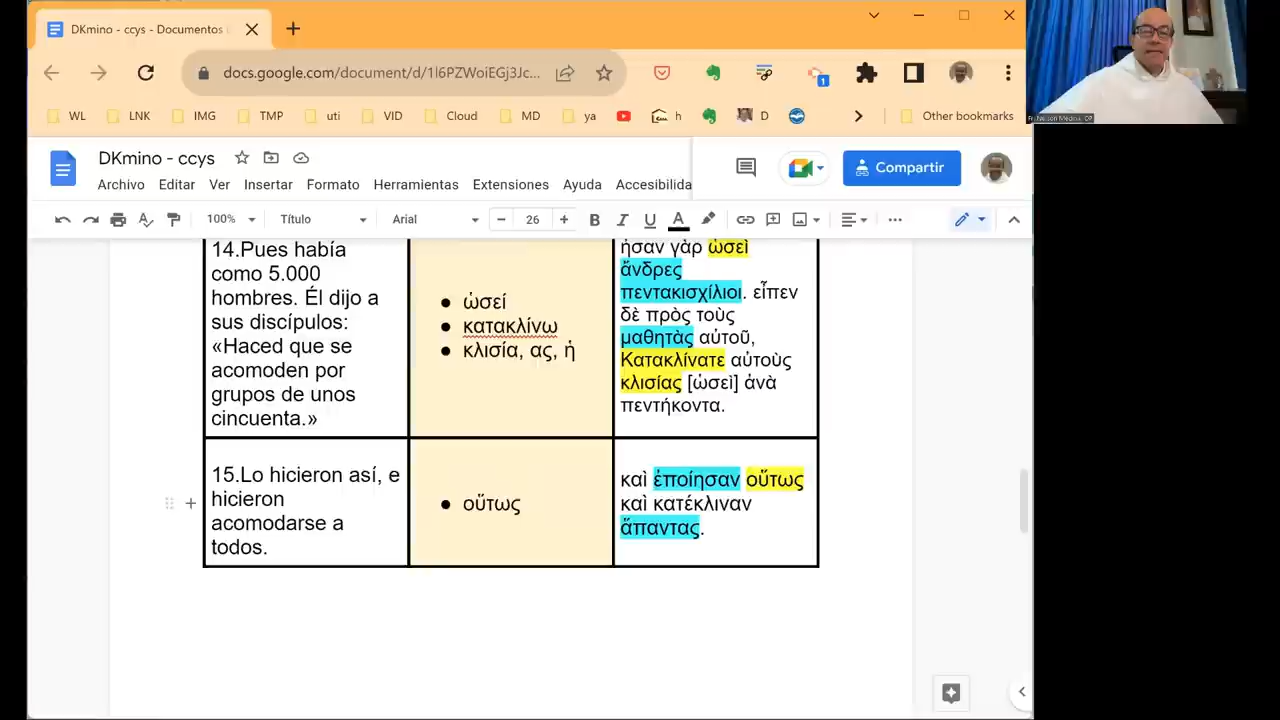 DKmino - ccys - Documentos
docs.google.com/document/d/1l6PZWoiEGj3Jc...
1
WL LNK IMG TMP uti VID Cloud MD ya h D Other bookmarks
DKmino - ccys
Compartir
Archivo Editar Ver Insertar Formato Herramientas Extensiones Ayuda Accesibilida
100% Título Arial 26 B I U A
14.Pues había
como 5.000
hombres. Él dijo a
sus discípulos:
«Haced que se
acomoden por
grupos de unos
cincuenta.»
● ὡσεί
● κατακλίνω
● κλισία, ας, ἡ
ἦσαν γὰρ ὡσεὶ
ἄνδρες
πεντακισχίλιοι. εἶπεν
δὲ πρὸς τοὺς
μαθητὰς αὐτοῦ,
Κατακλίνατε αὐτοὺς
κλισίας [ὡσεὶ] ἀνὰ
πεντήκοντα.
15.Lo hicieron así, e
hicieron
acomodarse a
todos.
● οὕτως
καὶ ἐποίησαν οὕτως
καὶ κατέκλιναν
ἅπαντας.